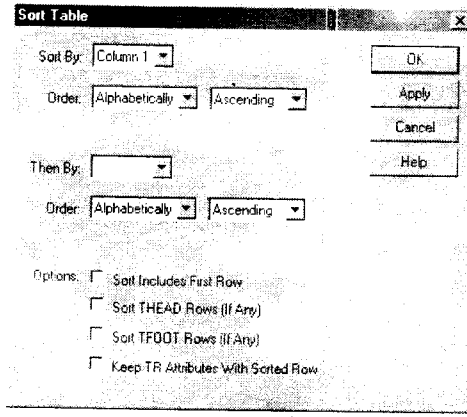 Sort Table
Sort By: Column 1
OK
Order: Alphabetically Ascending
Apply
Cancel
Then By:
Help
Order: Alphabetically Ascending
Options: Sort Includes First Row
Sort THEAD Rows (If Any)
Sort TFOOT Rows (If Any)
Keep TR Attributes With Sorted Row